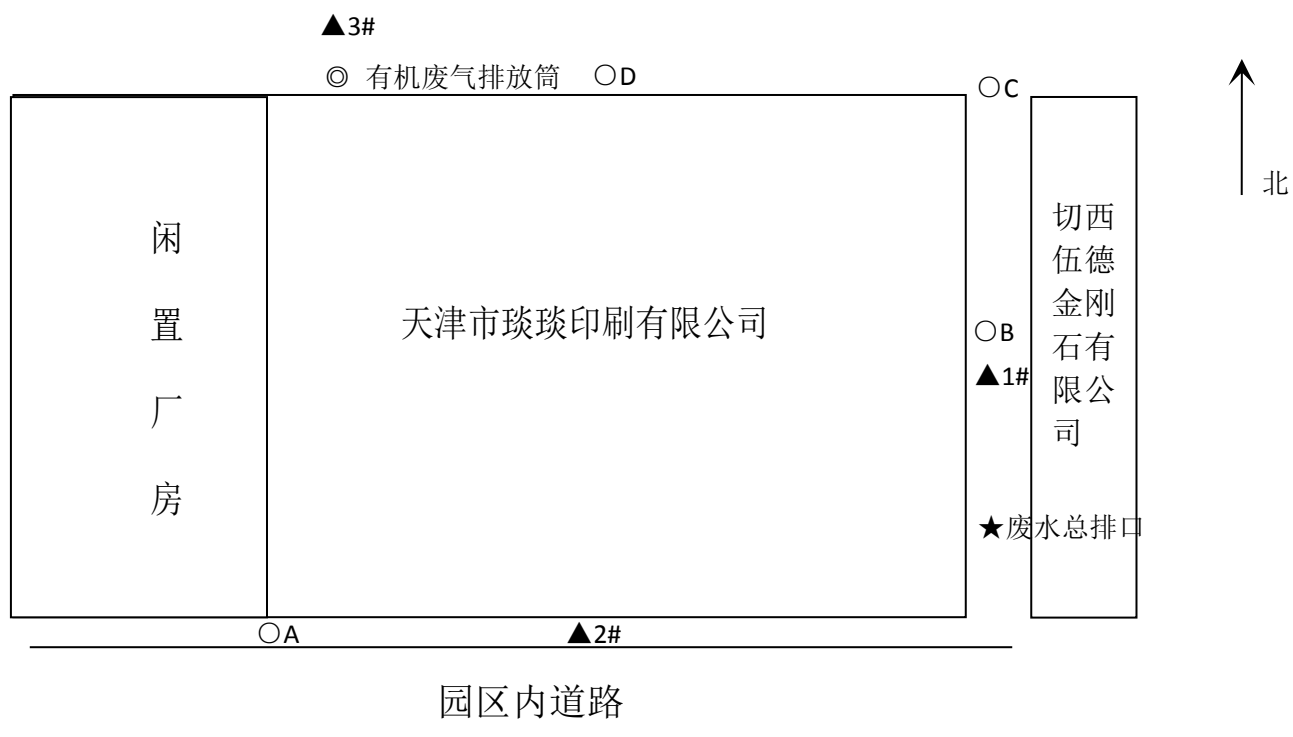 ▲3#
◎ 有机废气排放筒 ○D
○C
北
闲
置
厂
房
天津市琰琰印刷有限公司
切西
伍德
金刚
石有
限公
司
○B
▲1#
★废水总排口
○A
▲2#
园区内道路